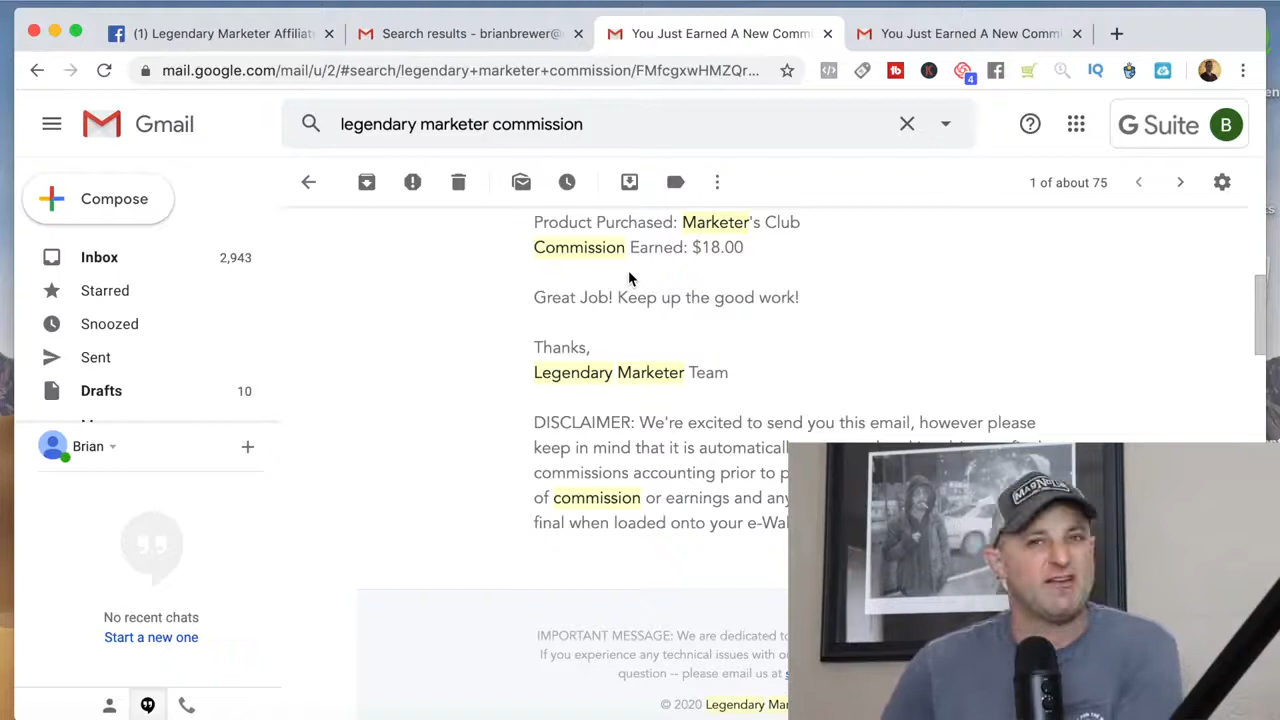 (1) Legendary Marketer Affiliat
Search results - brianbrewer@
You Just Earned A New Comm
You Just Earned A New Comm
mail.google.com/mail/u/2/#search/legendary+marketer+commission/FMfcgxwHMZQr...
4
Gmail
legendary marketer commission
G Suite B
Compose
1 of about 75
Inbox 2,943
Starred
Snoozed
Sent
Drafts 10
Brian
No recent chats
Start a new one
Product Purchased: Marketer's Club
Commission Earned: $18.00
Great Job! Keep up the good work!
Thanks,
Legendary Marketer Team
DISCLAIMER: We're excited to send you this email, however please
keep in mind that it is automatically
commissions accounting prior to p
of commission or earnings and any
final when loaded onto your e-Wal
IMPORTANT MESSAGE: We are dedicated to
If you experience any technical issues with o
question -- please email us at s
© 2020 Legendary Mar
MAGNOLIA